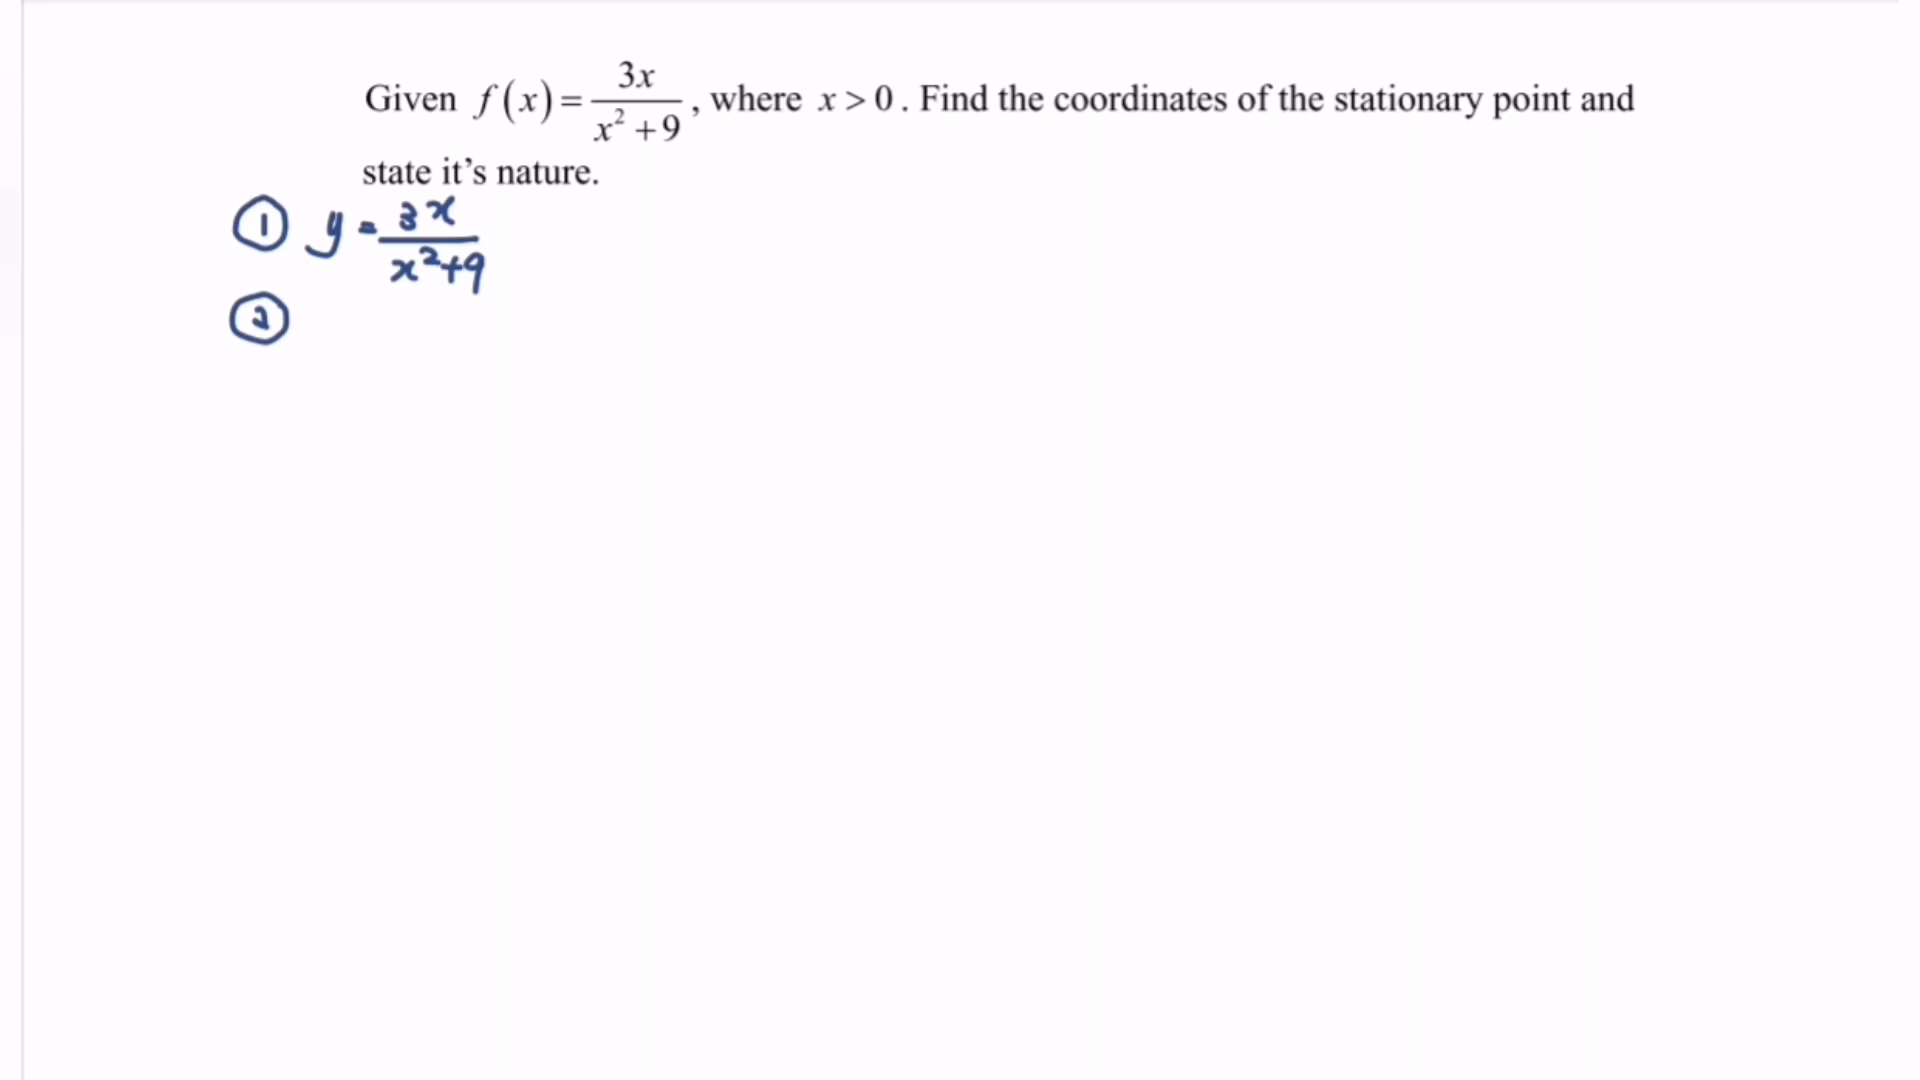 Given f(x) = 3x / (x² + 9), where x > 0. Find the coordinates of the stationary point and
state it's nature.
① y = 3x / (x² + 9)
②